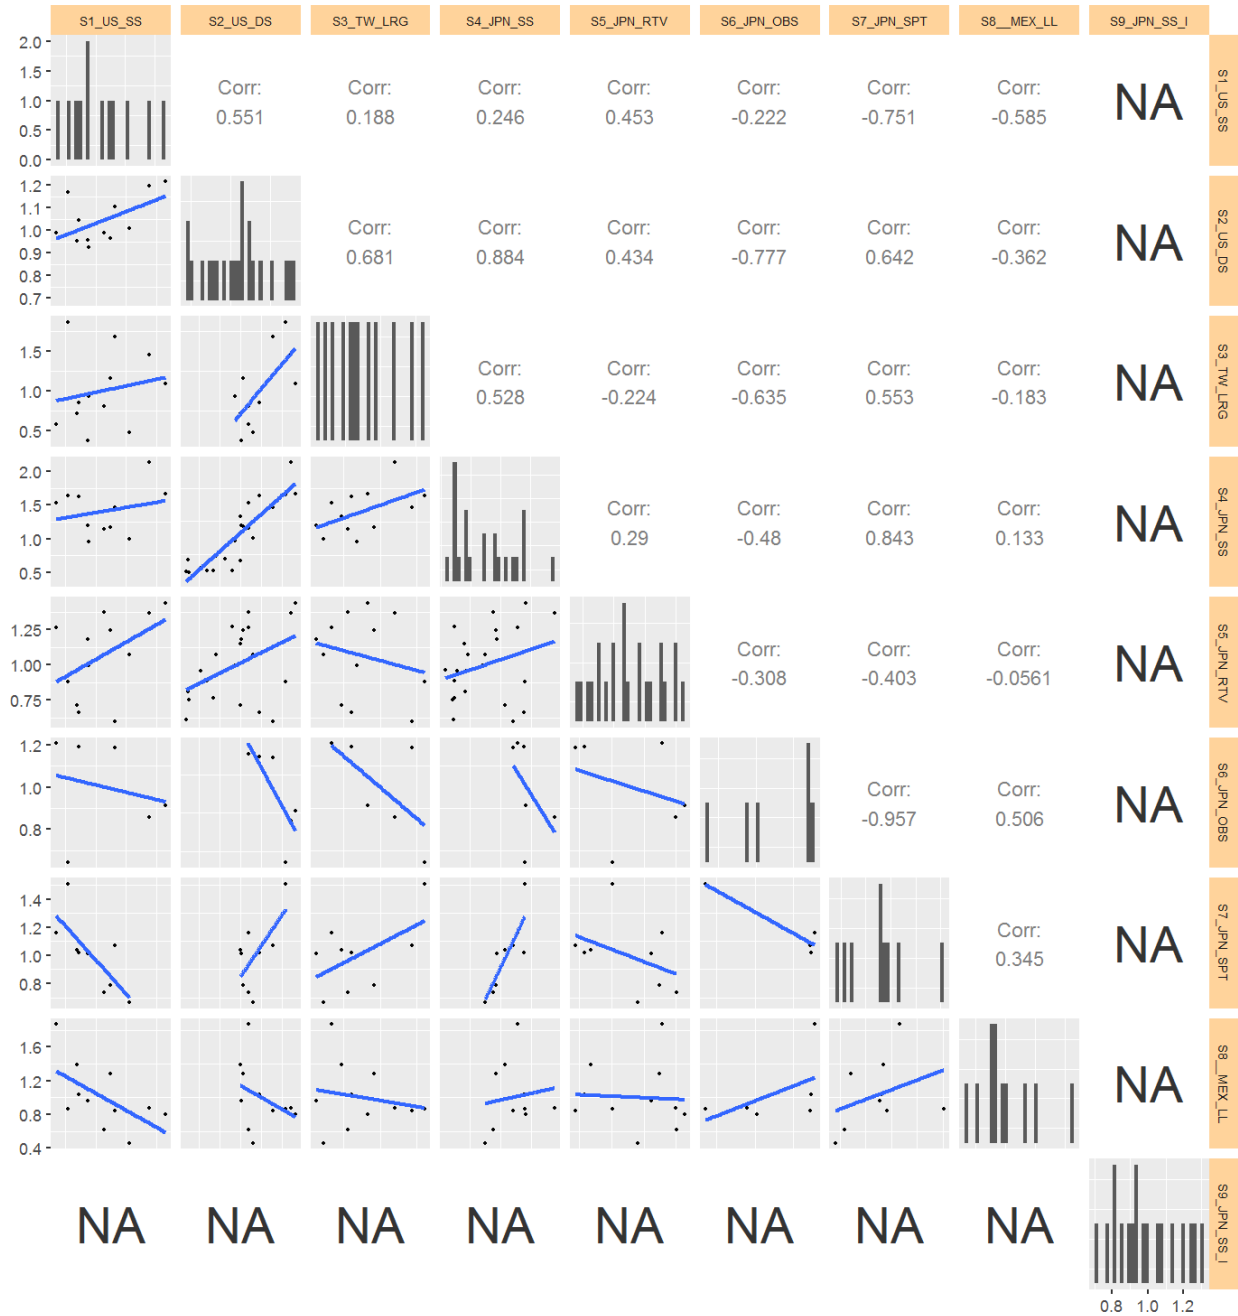 S1_US_SS S2_US_DS S3_TW_LRG S4_JPN_SS S5_JPN_RTV S6_JPN_OBS S7_JPN_SPT S8__MEX_LL S9_JPN_SS_I
2.0
1.5
1.0
0.5
0.0
Corr: Corr: Corr: Corr: Corr: Corr: Corr:
0.551 0.188 0.246 0.453 -0.222 -0.751 -0.585
NA
S1_US_SS
1.2
1.1
1.0
0.9
0.8
0.7
Corr: Corr: Corr: Corr: Corr: Corr:
0.681 0.884 0.434 -0.777 0.642 -0.362
NA
S2_US_DS
1.5
1.0
0.5
Corr: Corr: Corr: Corr: Corr:
0.528 -0.224 -0.635 0.553 -0.183
NA
S3_TW_LRG
2.0
1.5
1.0
0.5
Corr: Corr: Corr: Corr:
0.29 -0.48 0.843 0.133
NA
S4_JPN_SS
1.25
1.00
0.75
Corr: Corr: Corr:
-0.308 -0.403 -0.0561
NA
S5_JPN_RTV
1.2
1.0
0.8
Corr: Corr:
-0.957 0.506
NA
S6_JPN_OBS
1.4
1.2
1.0
0.8
Corr:
0.345
NA
S7_JPN_SPT
1.6
1.2
0.8
0.4
NA
S8__MEX_LL
NA NA NA NA NA NA NA NA
S9_JPN_SS_I
0.8 1.0 1.2